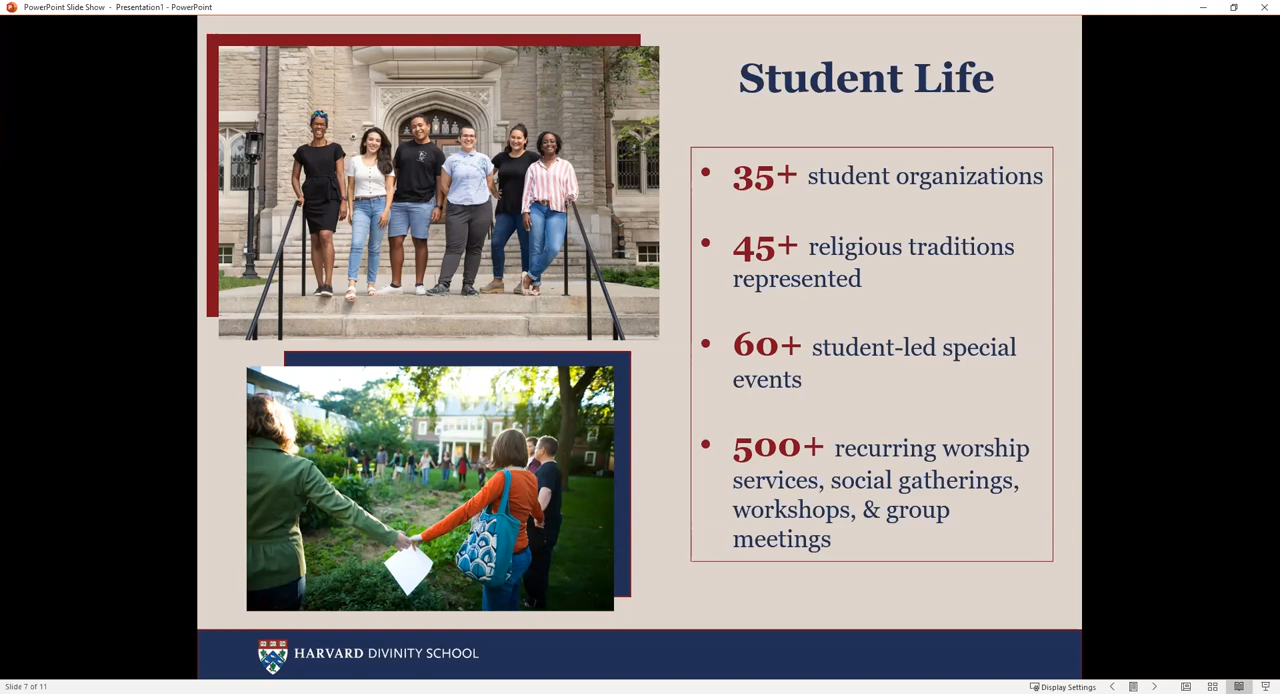 PowerPoint Slide Show - Presentation1 - PowerPoint
Student Life
• 35+ student organizations
• 45+ religious traditions
represented
• 60+ student-led special
events
• 500+ recurring worship
services, social gatherings,
workshops, & group
meetings
HARVARD DIVINITY SCHOOL
Slide 7 of 11
Display Settings